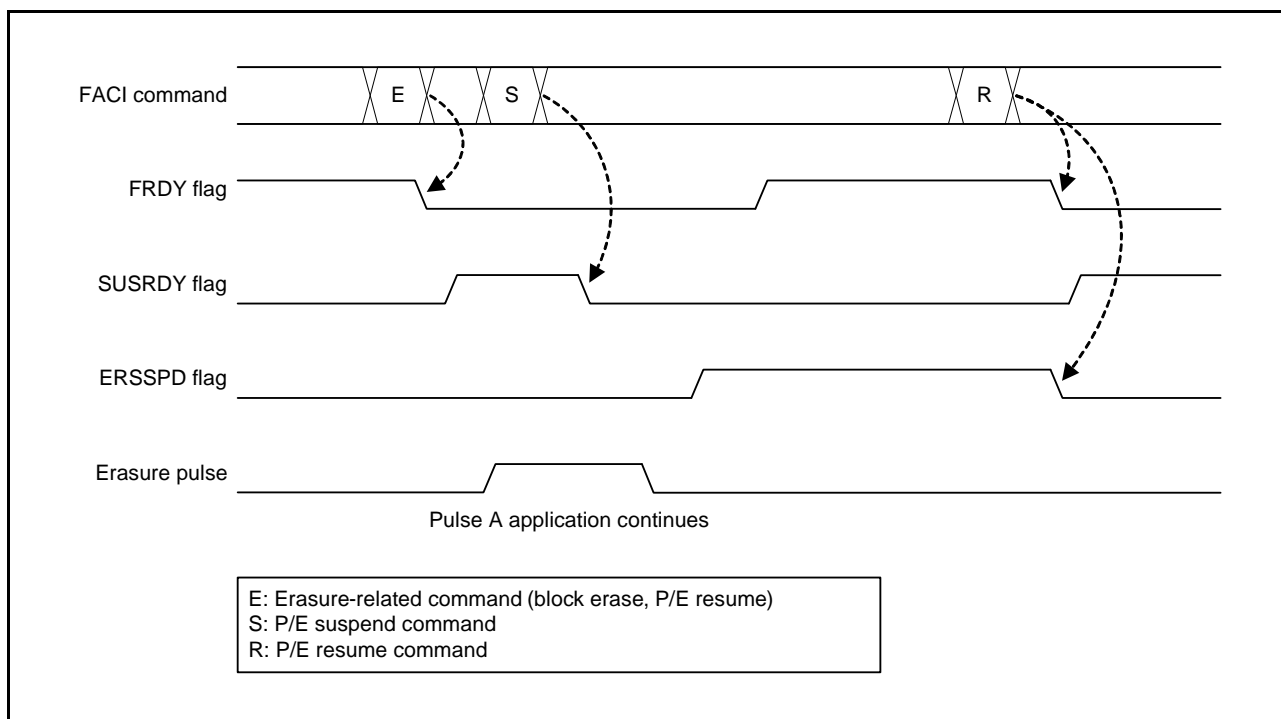 FACI command
E
S
R
FRDY flag
SUSRDY flag
ERSSPD flag
Erasure pulse
Pulse A application continues
E: Erasure-related command (block erase, P/E resume)
S: P/E suspend command
R: P/E resume command